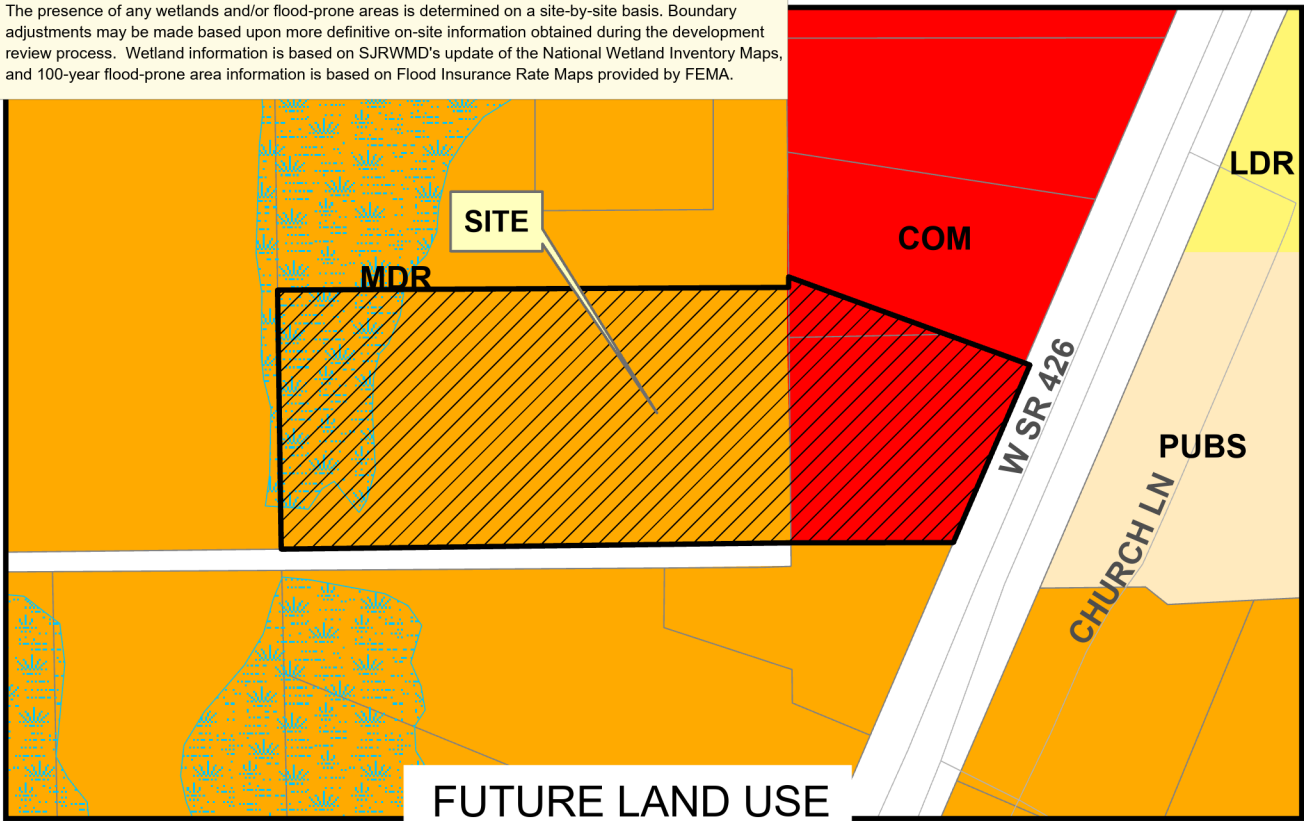 The presence of any wetlands and/or flood-prone areas is determined on a site-by-site basis. Boundary
adjustments may be made based upon more definitive on-site information obtained during the development
review process. Wetland information is based on SJRWMD's update of the National Wetland Inventory Maps,
and 100-year flood-prone area information is based on Flood Insurance Rate Maps provided by FEMA.
LDR
SITE
COM
MDR
W SR 426
PUBS
CHURCH LN
FUTURE LAND USE